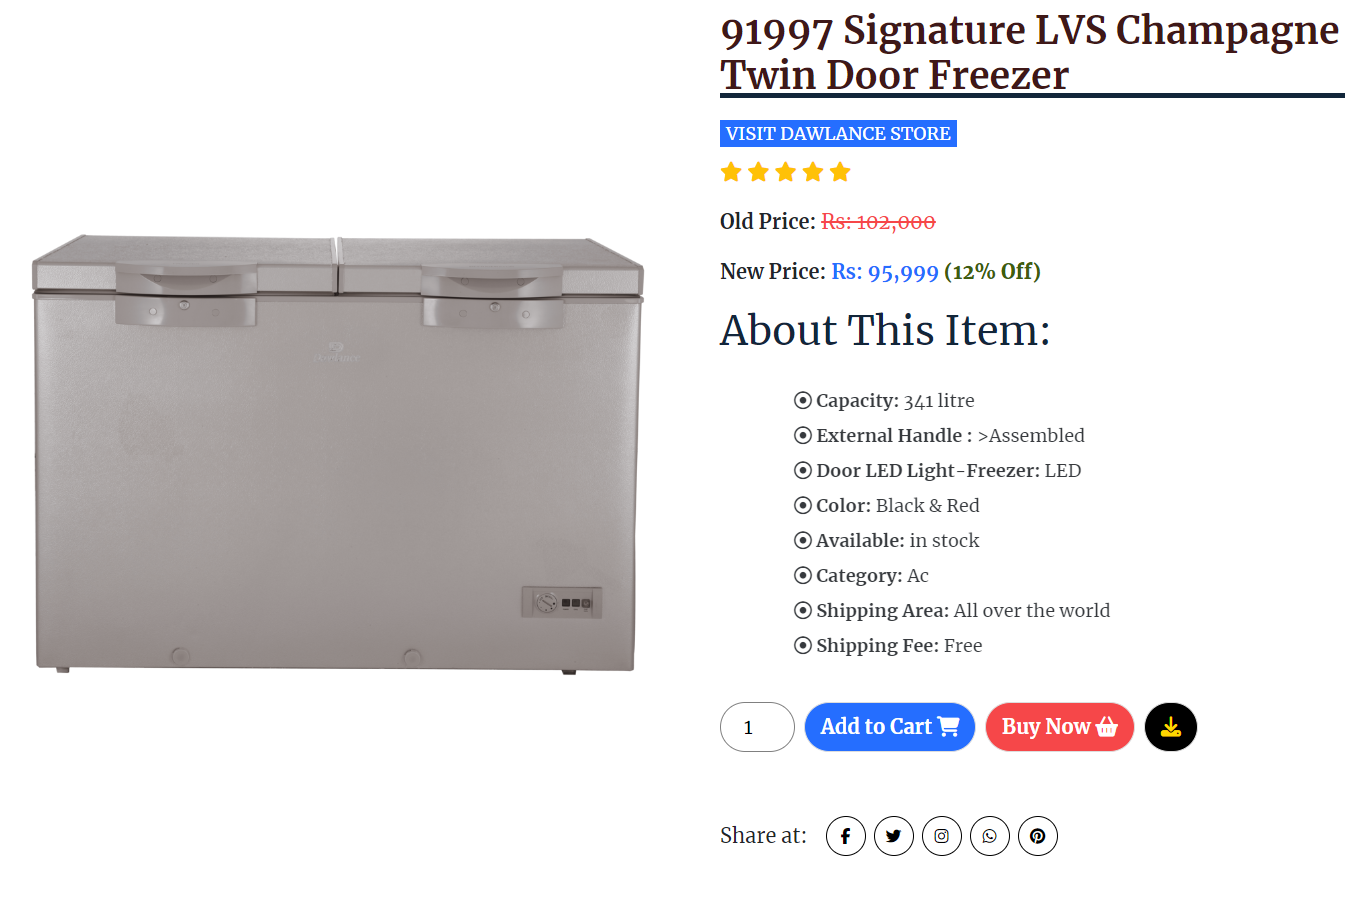 91997 Signature LVS Champagne
Twin Door Freezer
VISIT DAWLANCE STORE
Old Price: Rs: 102,000
New Price: Rs: 95,999 (12% Off)
About This Item:
Capacity: 341 litre
External Handle : >Assembled
Door LED Light-Freezer: LED
Color: Black & Red
Available: in stock
Category: Ac
Shipping Area: All over the world
Shipping Fee: Free
1 Add to Cart Buy Now
Share at: